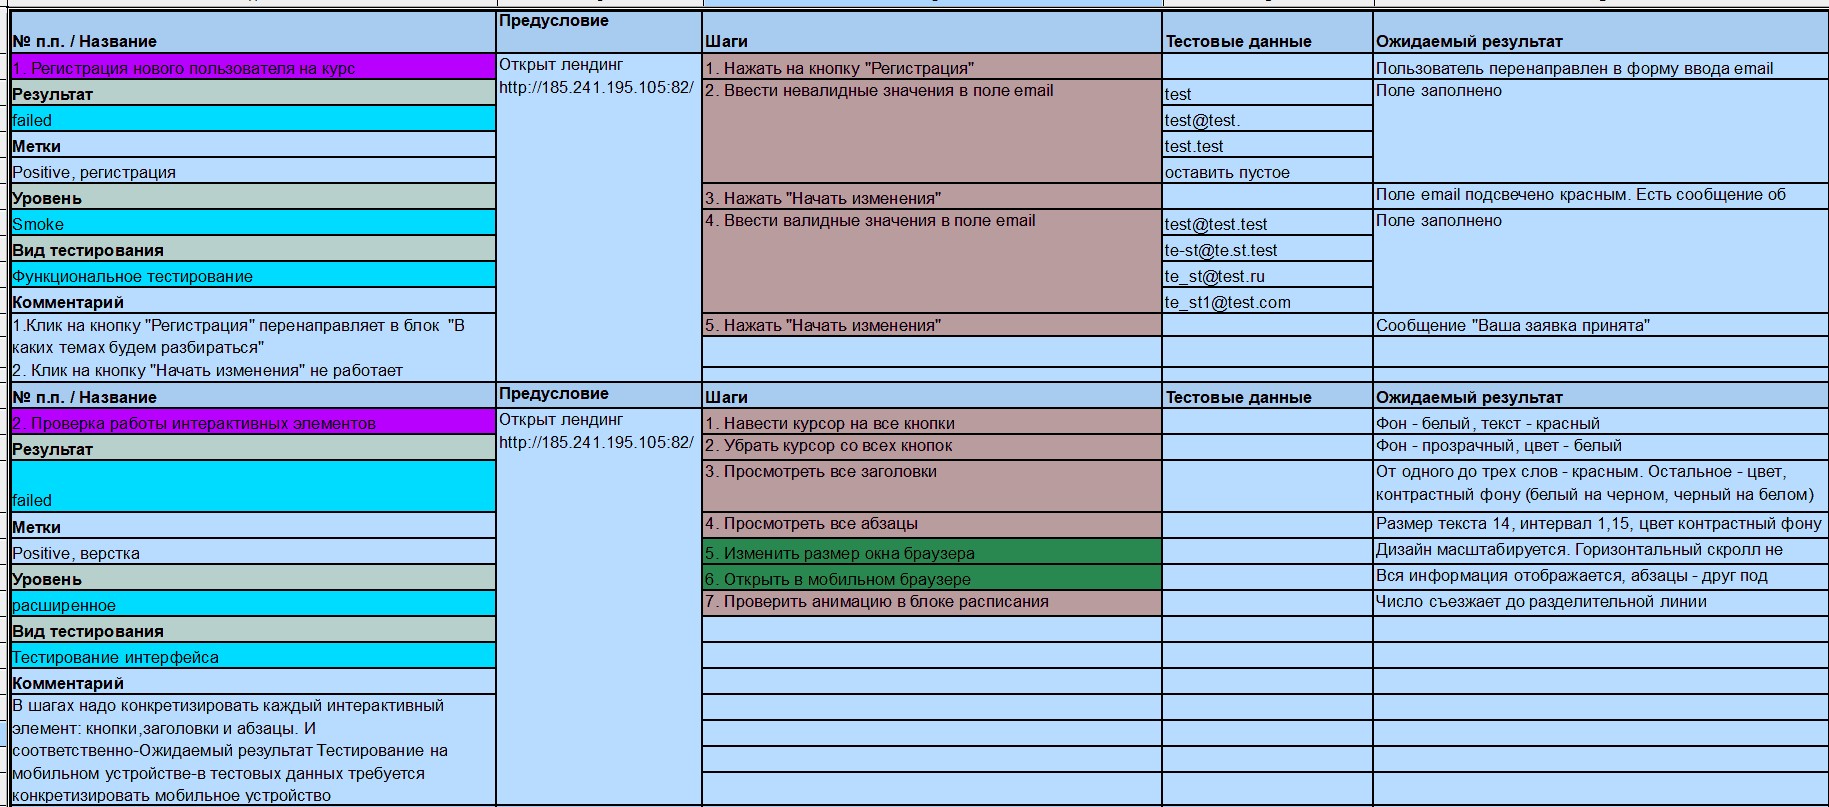 № п.п. / Название
Предусловие
Шаги
Тестовые данные
Ожидаемый результат
1. Регистрация нового пользователя на курс
Открыт лендинг
http://185.241.195.105:82/
1. Нажать на кнопку "Регистрация"
Пользователь перенаправлен в форму ввода email
Результат
2. Ввести невалидные значения в поле email
test
Поле заполнено
failed
test@test.
Метки
test.test
Positive, регистрация
оставить пустое
Уровень
3. Нажать "Начать изменения"
Поле email подсвечено красным. Есть сообщение об
Smoke
4. Ввести валидные значения в поле email
test@test.test
Поле заполнено
Вид тестирования
te-st@te.st.test
Функциональное тестирование
te_st@test.ru
Комментарий
te_st1@test.com
1.Клик на кнопку "Регистрация" перенаправляет в блок "В
каких темах будем разбираться"
2. Клик на кнопку "Начать изменения" не работает
5. Нажать "Начать изменения"
Сообщение "Ваша заявка принята"
№ п.п. / Название
Предусловие
Шаги
Тестовые данные
Ожидаемый результат
2. Проверка работы интерактивных элементов
Открыт лендинг
http://185.241.195.105:82/
1. Навести курсор на все кнопки
Фон - белый, текст - красный
Результат
2. Убрать курсор со всех кнопок
Фон - прозрачный, цвет - белый
failed
3. Просмотреть все заголовки
От одного до трех слов - красным. Остальное - цвет,
контрастный фону (белый на черном, черный на белом)
Метки
4. Просмотреть все абзацы
Размер текста 14, интервал 1,15, цвет контрастный фону
Positive, верстка
5. Изменить размер окна браузера
Дизайн масштабируется. Горизонтальный скролл не
Уровень
6. Открыть в мобильном браузере
Вся информация отображается, абзацы - друг под
расширенное
7. Проверить анимацию в блоке расписания
Число съезжает до разделительной линии
Вид тестирования
Тестирование интерфейса
Комментарий
В шагах надо конкретизировать каждый интерактивный
элемент: кнопки,заголовки и абзацы. И
соответственно-Ожидаемый результат Тестирование на
мобильном устройстве-в тестовых данных требуется
конкретизировать мобильное устройство